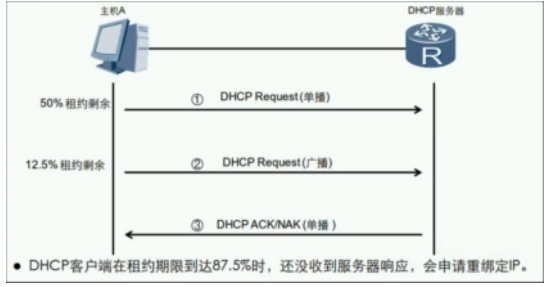 主机A
DHCP服务器
R
50% 租约剩余
① DHCP Request(单播)
12.5% 租约剩余
② DHCP Request(广播)
③ DHCP ACK/NAK (单播 )
● DHCP客户端在租约期限到达87.5%时，还没收到服务器响应，会申请重绑定IP。